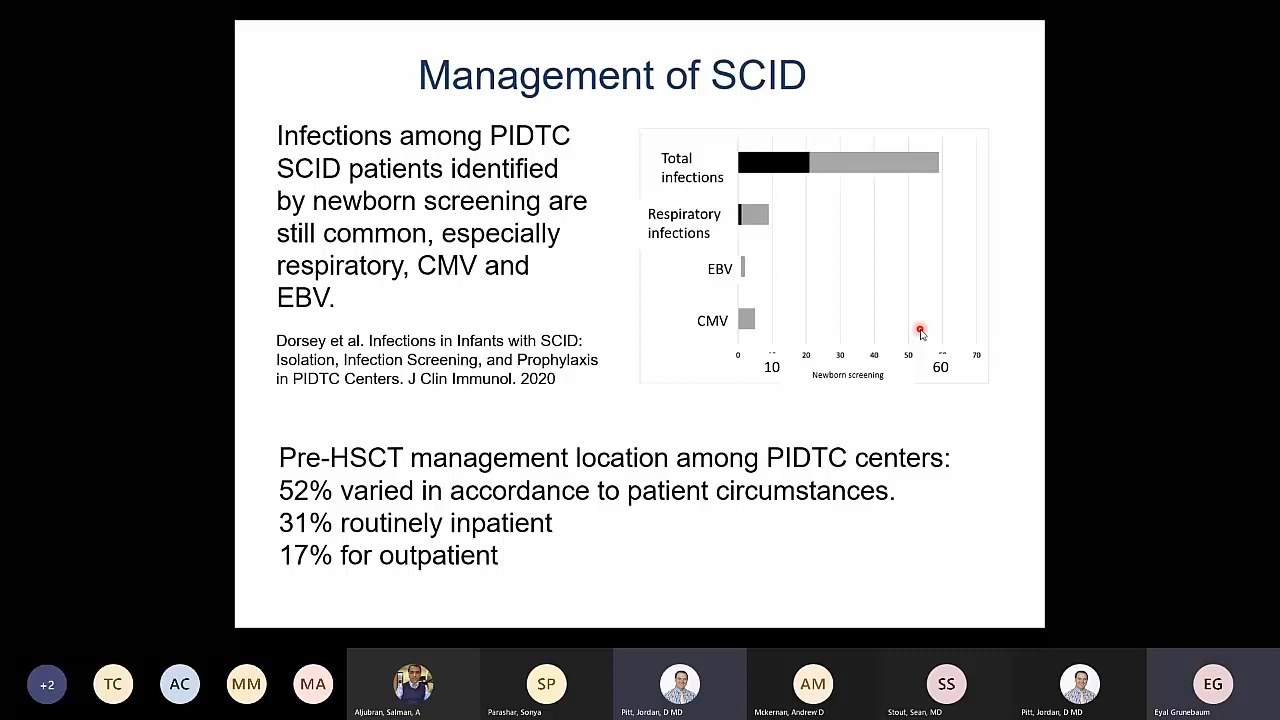 Management of SCID
Infections among PIDTC
SCID patients identified
by newborn screening are
still common, especially
respiratory, CMV and
EBV.
Dorsey et al. Infections in Infants with SCID:
Isolation, Infection Screening, and Prophylaxis
in PIDTC Centers. J Clin Immunol. 2020
Total
infections
Respiratory
infections
EBV
CMV
0 20 30 40 50 70
10 60
Newborn screening
Pre-HSCT management location among PIDTC centers:
52% varied in accordance to patient circumstances.
31% routinely inpatient
17% for outpatient
+2 TC AC MM MA SP AM SS EG
Aljubran, Salman, A Parashar, Sonya Pitt, Jordan, D MD Mckernan, Andrew D Stout, Sean, MD Pitt, Jordan, D MD Eyal Grunebaum